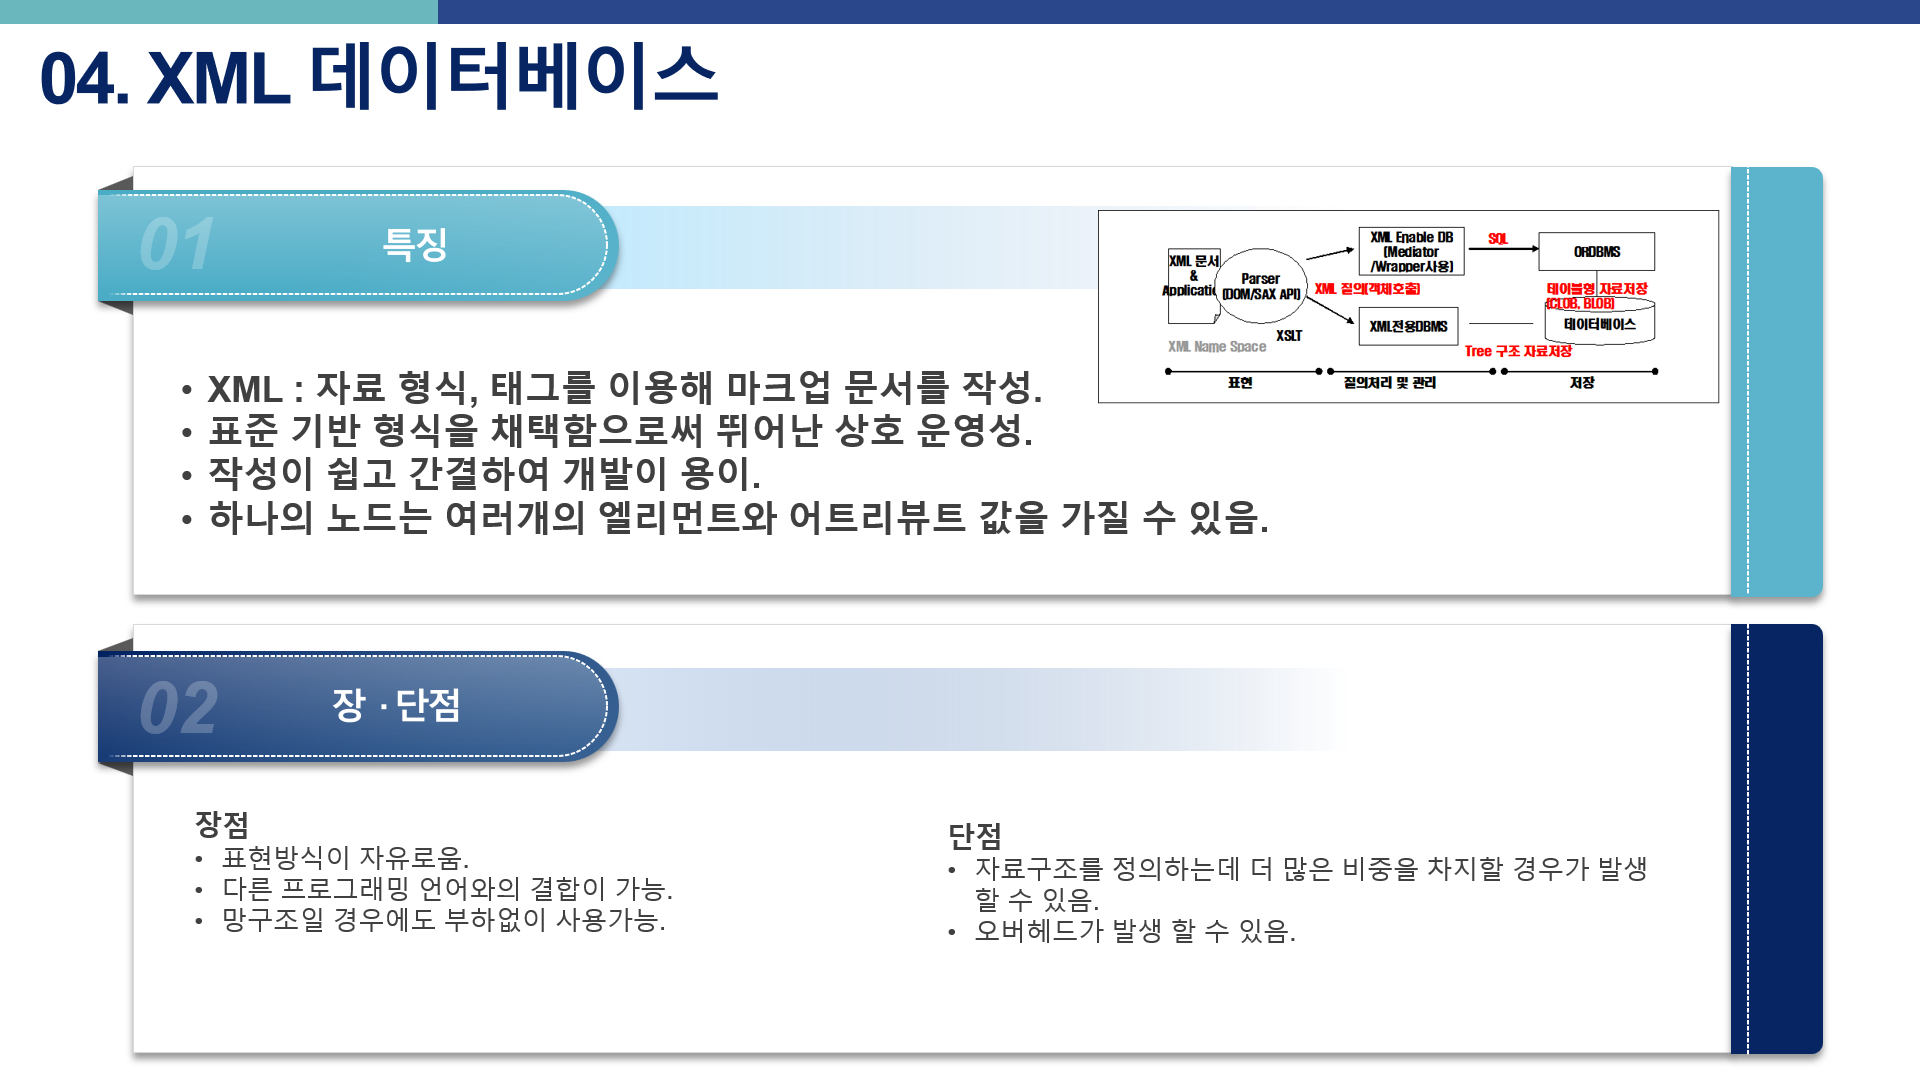 04. XML 데이터베이스
01
특징
XML 문서
&
Applicatio
Parser
(DOM/SAX API)
XML Enable DB
(Mediator
/Wrapper사용)
SQL
ORDBMS
XML 질의(객체호출)
테이블형 자료저장
(CLOB, BLOB)
XML전용DBMS
데이터베이스
XSLT
XML Name Space
Tree 구조 자료저장
표현
질의처리 및 관리
저장
• XML : 자료 형식, 태그를 이용해 마크업 문서를 작성.
• 표준 기반 형식을 채택함으로써 뛰어난 상호 운영성.
• 작성이 쉽고 간결하여 개발이 용이.
• 하나의 노드는 여러개의 엘리먼트와 어트리뷰트 값을 가질 수 있음.
02
장 · 단점
장점
• 표현방식이 자유로움.
• 다른 프로그래밍 언어와의 결합이 가능.
• 망구조일 경우에도 부하없이 사용가능.
단점
• 자료구조를 정의하는데 더 많은 비중을 차지할 경우가 발생
할 수 있음.
• 오버헤드가 발생 할 수 있음.